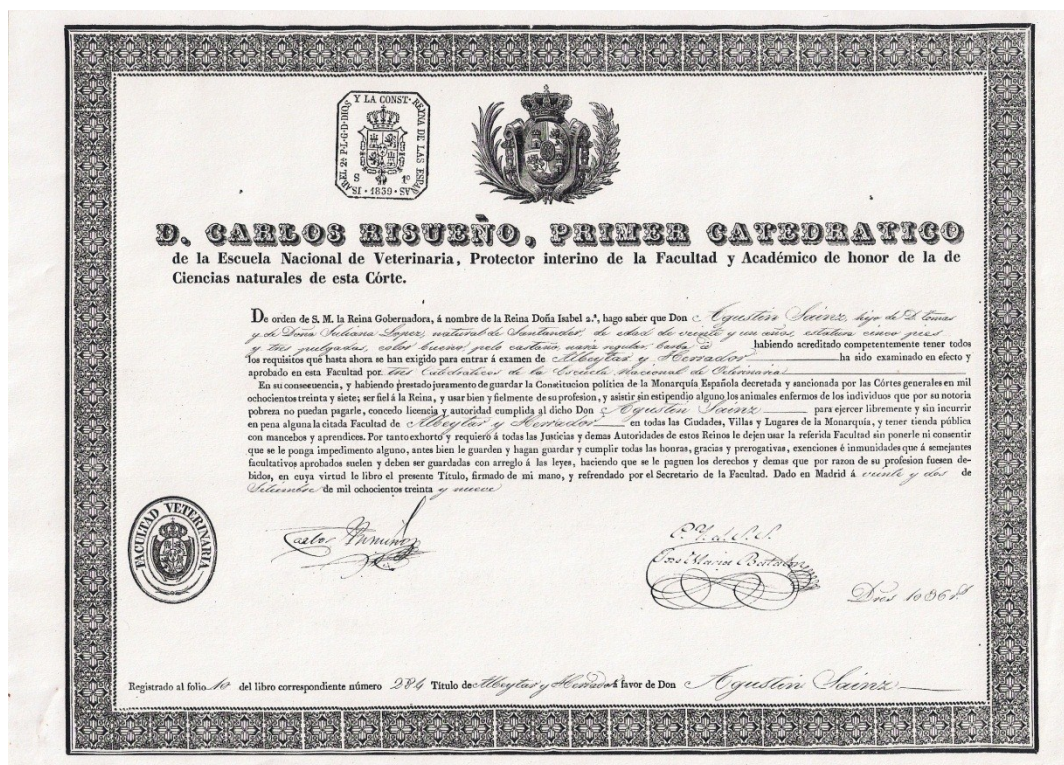 ISABEL 2ª P.L.G.D.DIOS Y LA CONST. REYNA DE LAS ESPAÑAS
S 1º
1839
D. CARLOS RISUEÑO, PRIMER CATEDRATICO
de la Escuela Nacional de Veterinaria, Protector interino de la Facultad y Académico de honor de la de
Ciencias naturales de esta Córte.
De orden de S. M. la Reina Gobernadora, á nombre de la Reina Doña Isabel 2.ª, hago saber que Don Agustin Sainz, hijo de D. tomas
y de Doña Juliana Lopez, natural de Santander, de edad de veinte y un años, estatura cinco pies
y tres pulgadas, color bueno, pelo castaño, nariz regular, habiendo acreditado competentemente tener todos
los requisitos que hasta ahora se han exigido para entrar á examen de Albeytar y Herrador ha sido examinado en efecto y
aprobado en esta Facultad por tres Catedraticos de la Escuela Nacional de Veterinaria
En su consecuencia, y habiendo prestado juramento de guardar la Constitucion política de la Monarquía Española decretada y sancionada por las Córtes generales en mil
ochocientos treinta y siete; ser fiel á la Reina, y usar bien y fielmente de su profesion, y asistir sin estipendio alguno los animales enfermos de los individuos que por su notoria
pobreza no puedan pagarle, concedo licencia y autoridad cumplida al dicho Don Agustin Sainz para ejercer libremente y sin incurrir
en pena alguna la citada Facultad de Albeytar y Herrador en todas las Ciudades, Villas y Lugares de la Monarquía, y tener tienda pública
con mancebos y aprendices. Por tanto exhorto y requiero á todas las Justicias y demas Autoridades de estos Reinos le dejen usar la referida Facultad sin ponerle ni consentir
que se le ponga impedimento alguno, antes bien le guarden y hagan guardar y cumplir todas las honras, gracias y prerogativas, exenciones é inmunidades que á semejantes
facultativos aprobados suelen y deben ser guardadas con arreglo á las leyes, haciendo que se le paguen los derechos y demas que por razon de su profesion fuesen de-
bidos, en cuya virtud le libro el presente Título, firmado de mi mano, y refrendado por el Secretario de la Facultad. Dado en Madrid á veinte y dos de
Setiembre de mil ochocientos treinta y nueve
FACULTAD VETERINARIA
Carlos Risueño
José Maria
Registrado al folio 10 del libro correspondiente número 284 Título de Albeytar y Herrador á favor de Don Agustin Sainz